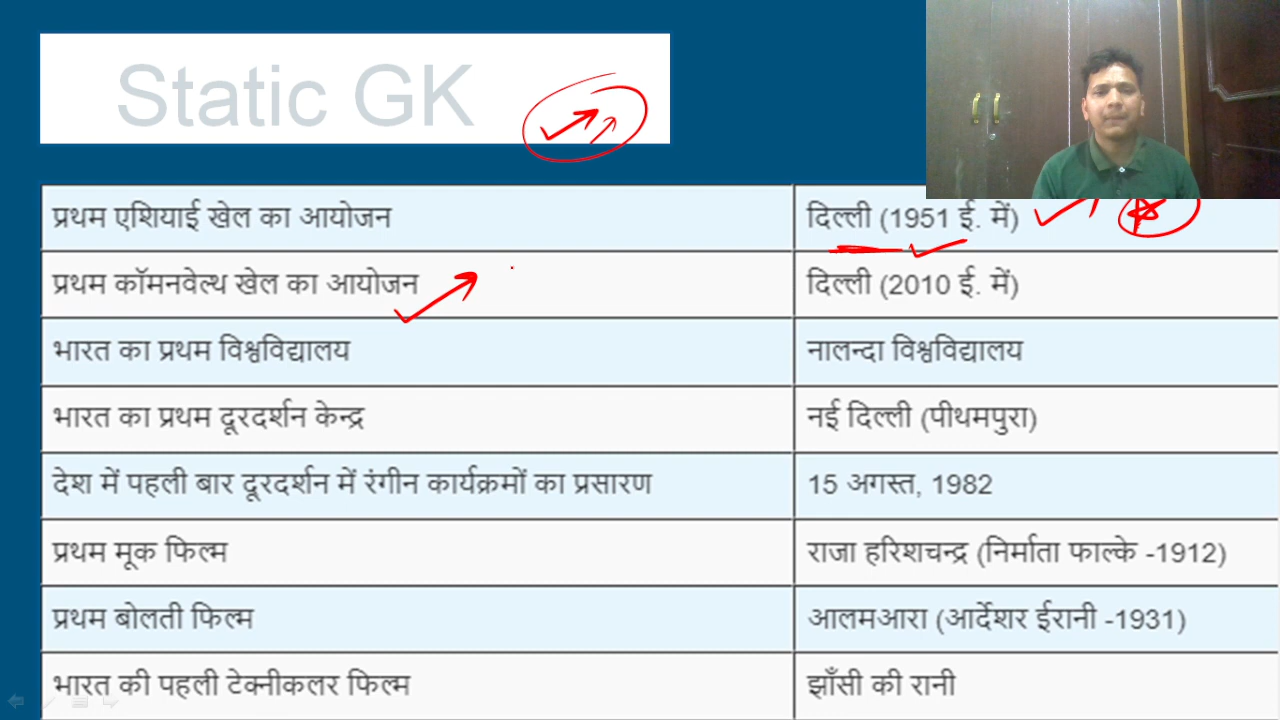 Static GK
प्रथम एशियाई खेल का आयोजन दिल्ली (1951 ई. में)
प्रथम कॉमनवेल्थ खेल का आयोजन दिल्ली (2010 ई. में)
भारत का प्रथम विश्वविद्यालय नालन्दा विश्वविद्यालय
भारत का प्रथम दूरदर्शन केन्द्र नई दिल्ली (पीथमपुरा)
देश में पहली बार दूरदर्शन में रंगीन कार्यक्रमों का प्रसारण 15 अगस्त, 1982
प्रथम मूक फिल्म राजा हरिशचन्द्र (निर्माता फाल्के -1912)
प्रथम बोलती फिल्म आलमआरा (आर्देशर ईरानी -1931)
भारत की पहली टेक्नीकलर फिल्म झाँसी की रानी